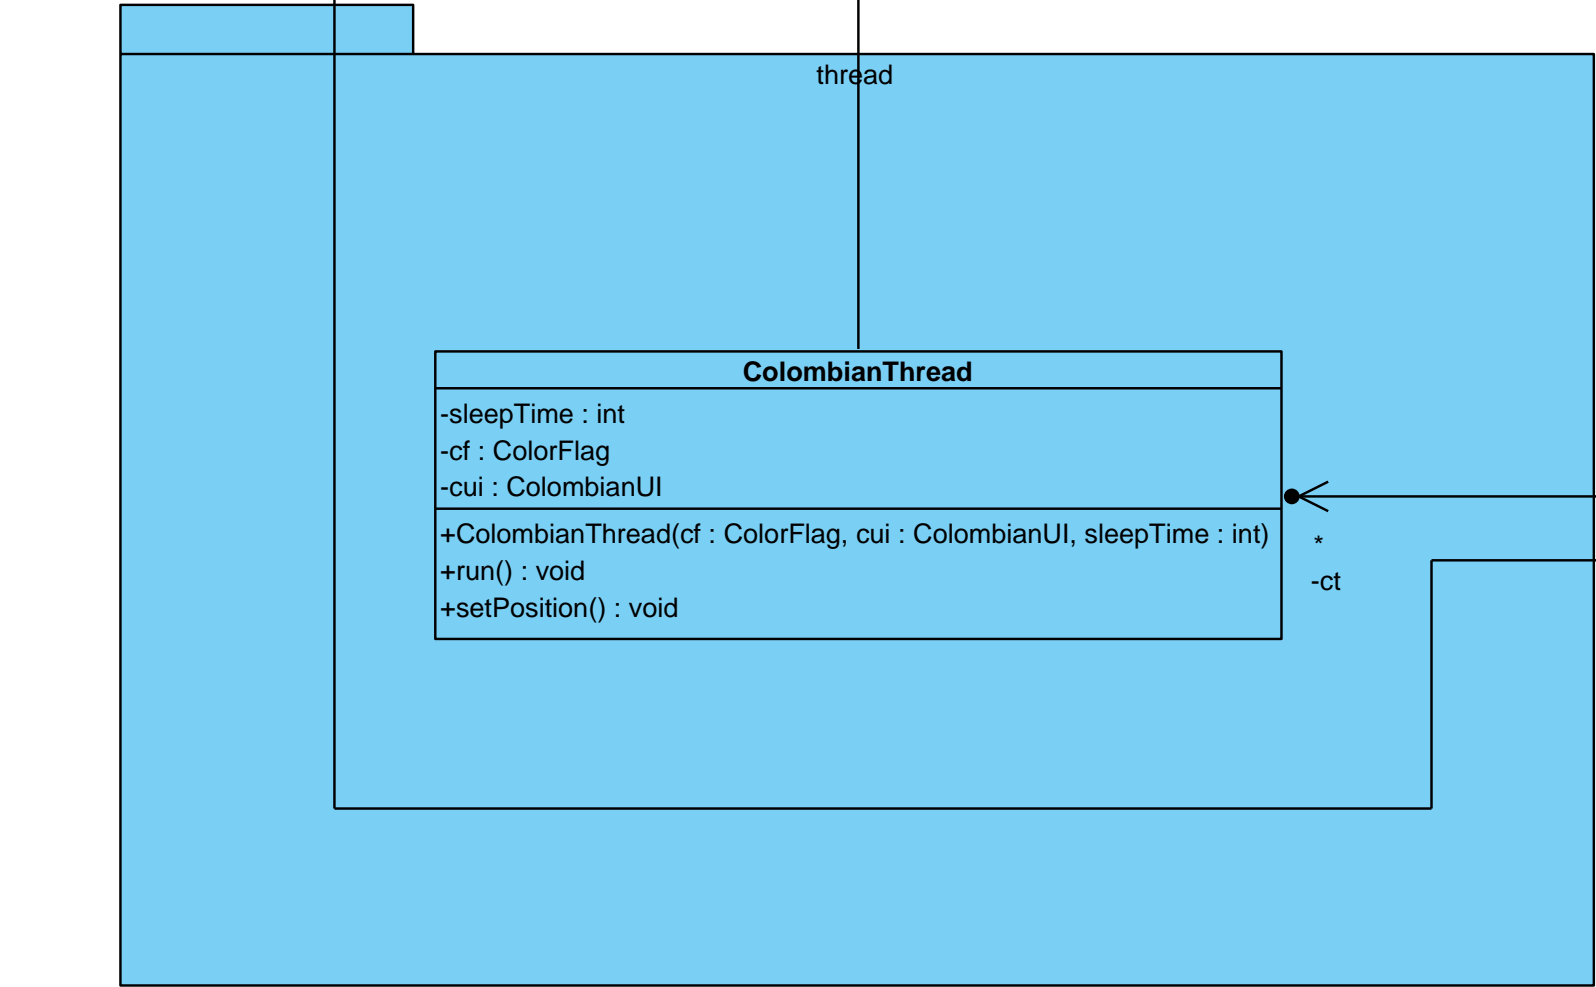 thread
ColombianThread
-sleepTime : int
-cf : ColorFlag
-cui : ColombianUI
+ColombianThread(cf : ColorFlag, cui : ColombianUI, sleepTime : int)
+run() : void
+setPosition() : void
*
-ct